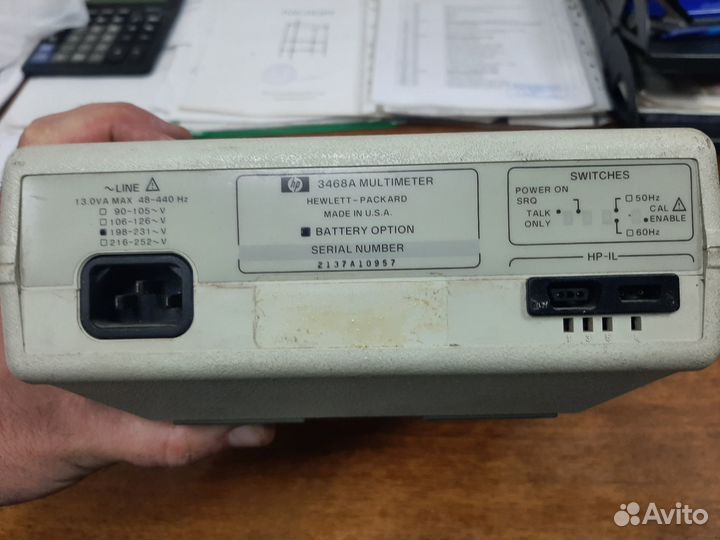 ~LINE ⚠
13.0VA MAX 48-440 Hz
□ 90-105~V
□ 106-126~V
■ 198-231~V
□ 216-252~V
hp 3468A MULTIMETER
HEWLETT-PACKARD
MADE IN U.S.A.
■ BATTERY OPTION
SERIAL NUMBER
2137A10957
SWITCHES
POWER ON
SRQ
TALK
ONLY
□ 50Hz
□ 60Hz
CAL ⚠
ENABLE
HP-IL
Avito